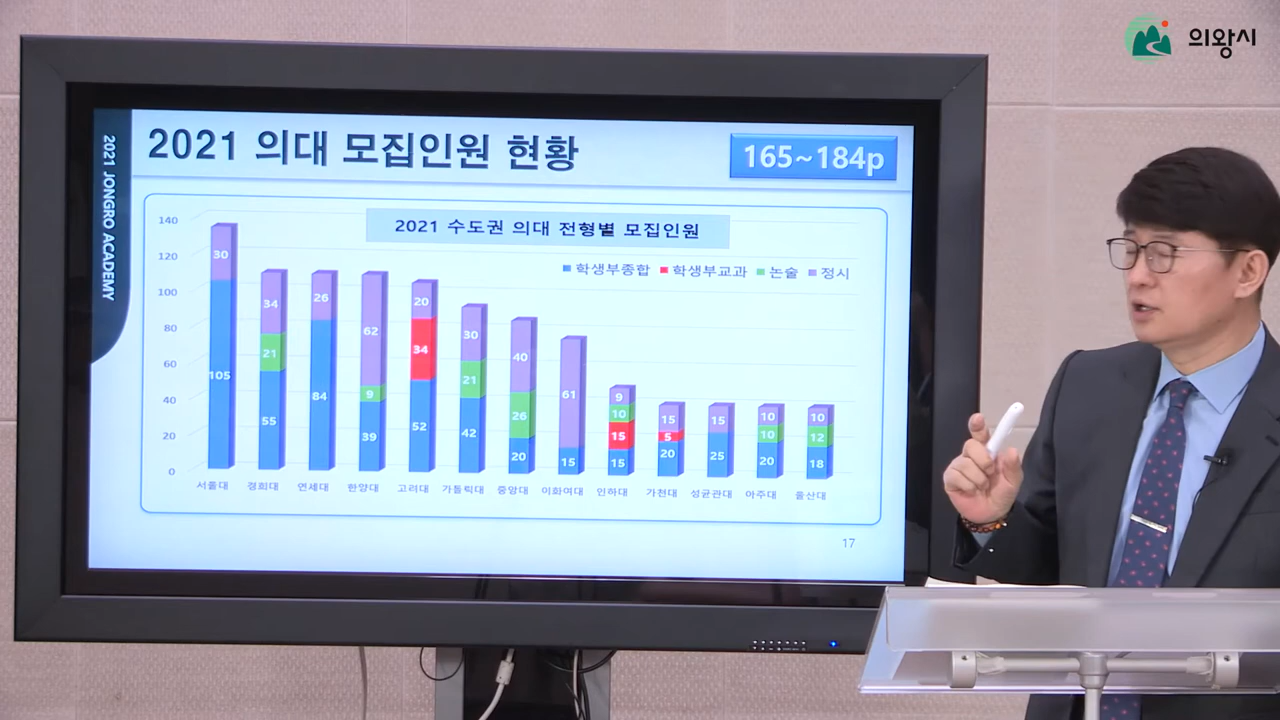 의왕시
2021 JONGRO ACADEMY
2021 의대 모집인원 현황
165~184p
2021 수도권 의대 전형별 모집인원
학생부종합 학생부교과 논술 정시
140
120
100
80
60
40
20
0
30 34 26 62 20 30 40 61 9 15 15 10 10
21 9 34 21 26 10 5 10 12
15
105 55 84 39 52 42 20 15 15 20 25 20 18
서울대 경희대 연세대 한양대 고려대 가톨릭대 중앙대 이화여대 인하대 가천대 성균관대 아주대 울산대
17